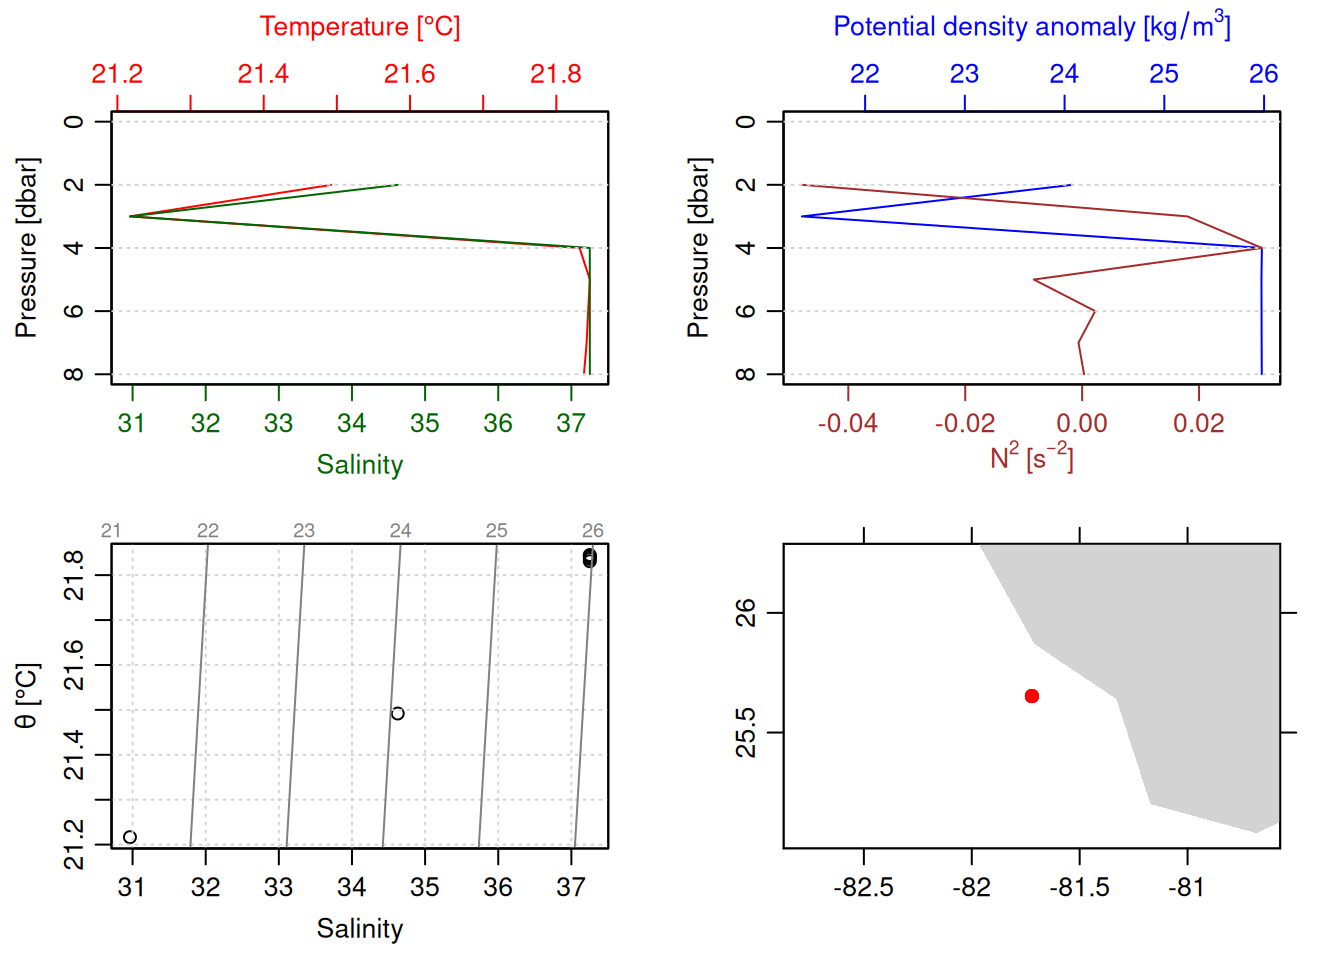 Temperature [°C]
21.2 21.4 21.6 21.8
Pressure [dbar]
0
2
4
6
8
31 32 33 34 35 36 37
Salinity
Potential density anomaly [kg/m³]
22 23 24 25 26
Pressure [dbar]
0
2
4
6
8
-0.04 -0.02 0.00 0.02
N² [s⁻²]
21 22 23 24 25 26
θ [°C]
21.8
21.6
21.4
21.2
31 32 33 34 35 36 37
Salinity
26
25.5
-82.5 -82 -81.5 -81